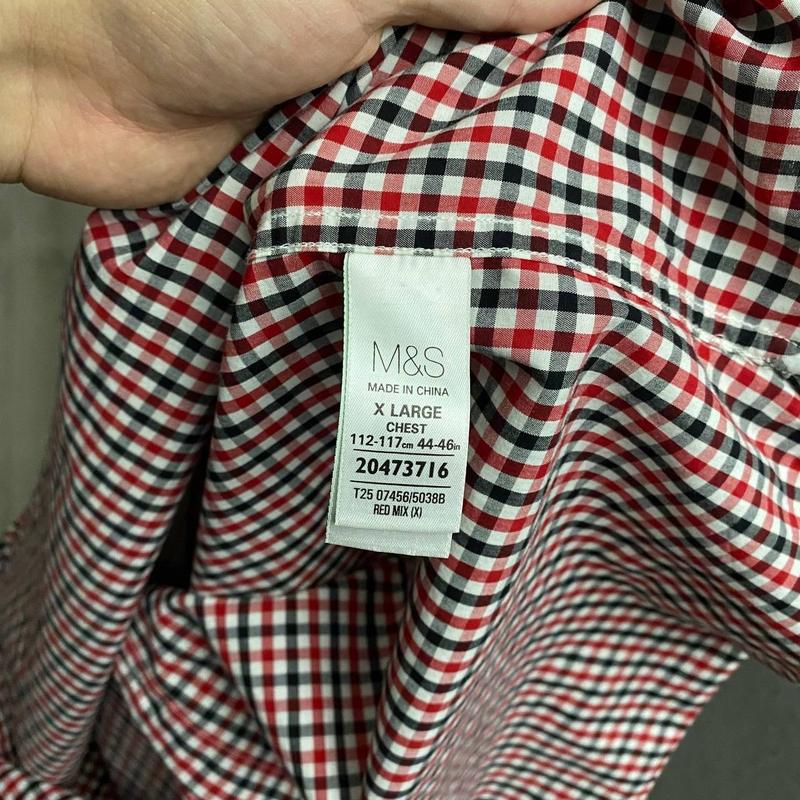 M&S
MADE IN CHINA
X LARGE
CHEST
112-117cm 44-46in
20473716
T25 07456/5038B
RED MIX (X)